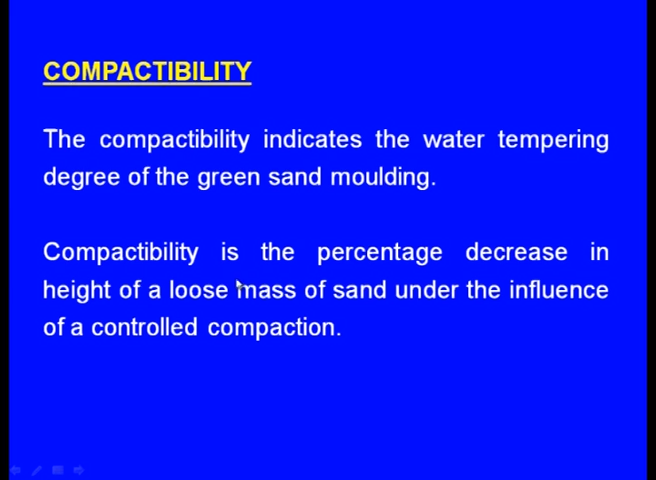 COMPACTIBILITY
The compactibility indicates the water tempering
degree of the green sand moulding.
Compactibility is the percentage decrease in
height of a loose mass of sand under the influence
of a controlled compaction.